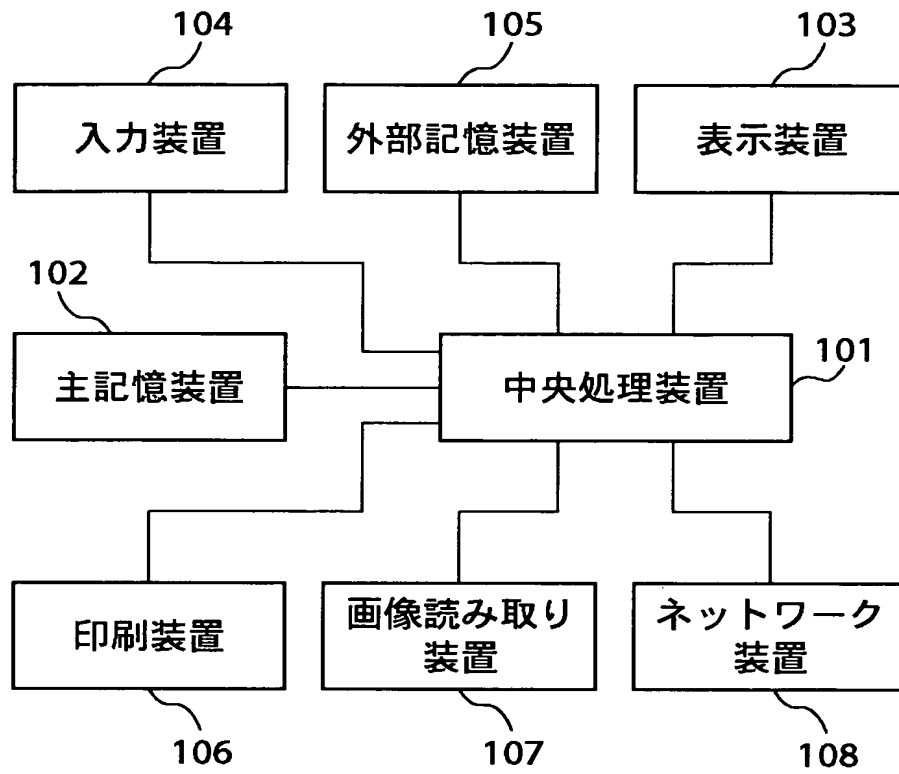 104
105
103
入力装置
外部記憶装置
表示装置
102
101
主記憶装置
中央処理装置
印刷装置
画像読み取り
装置
ネットワーク
装置
106
107
108